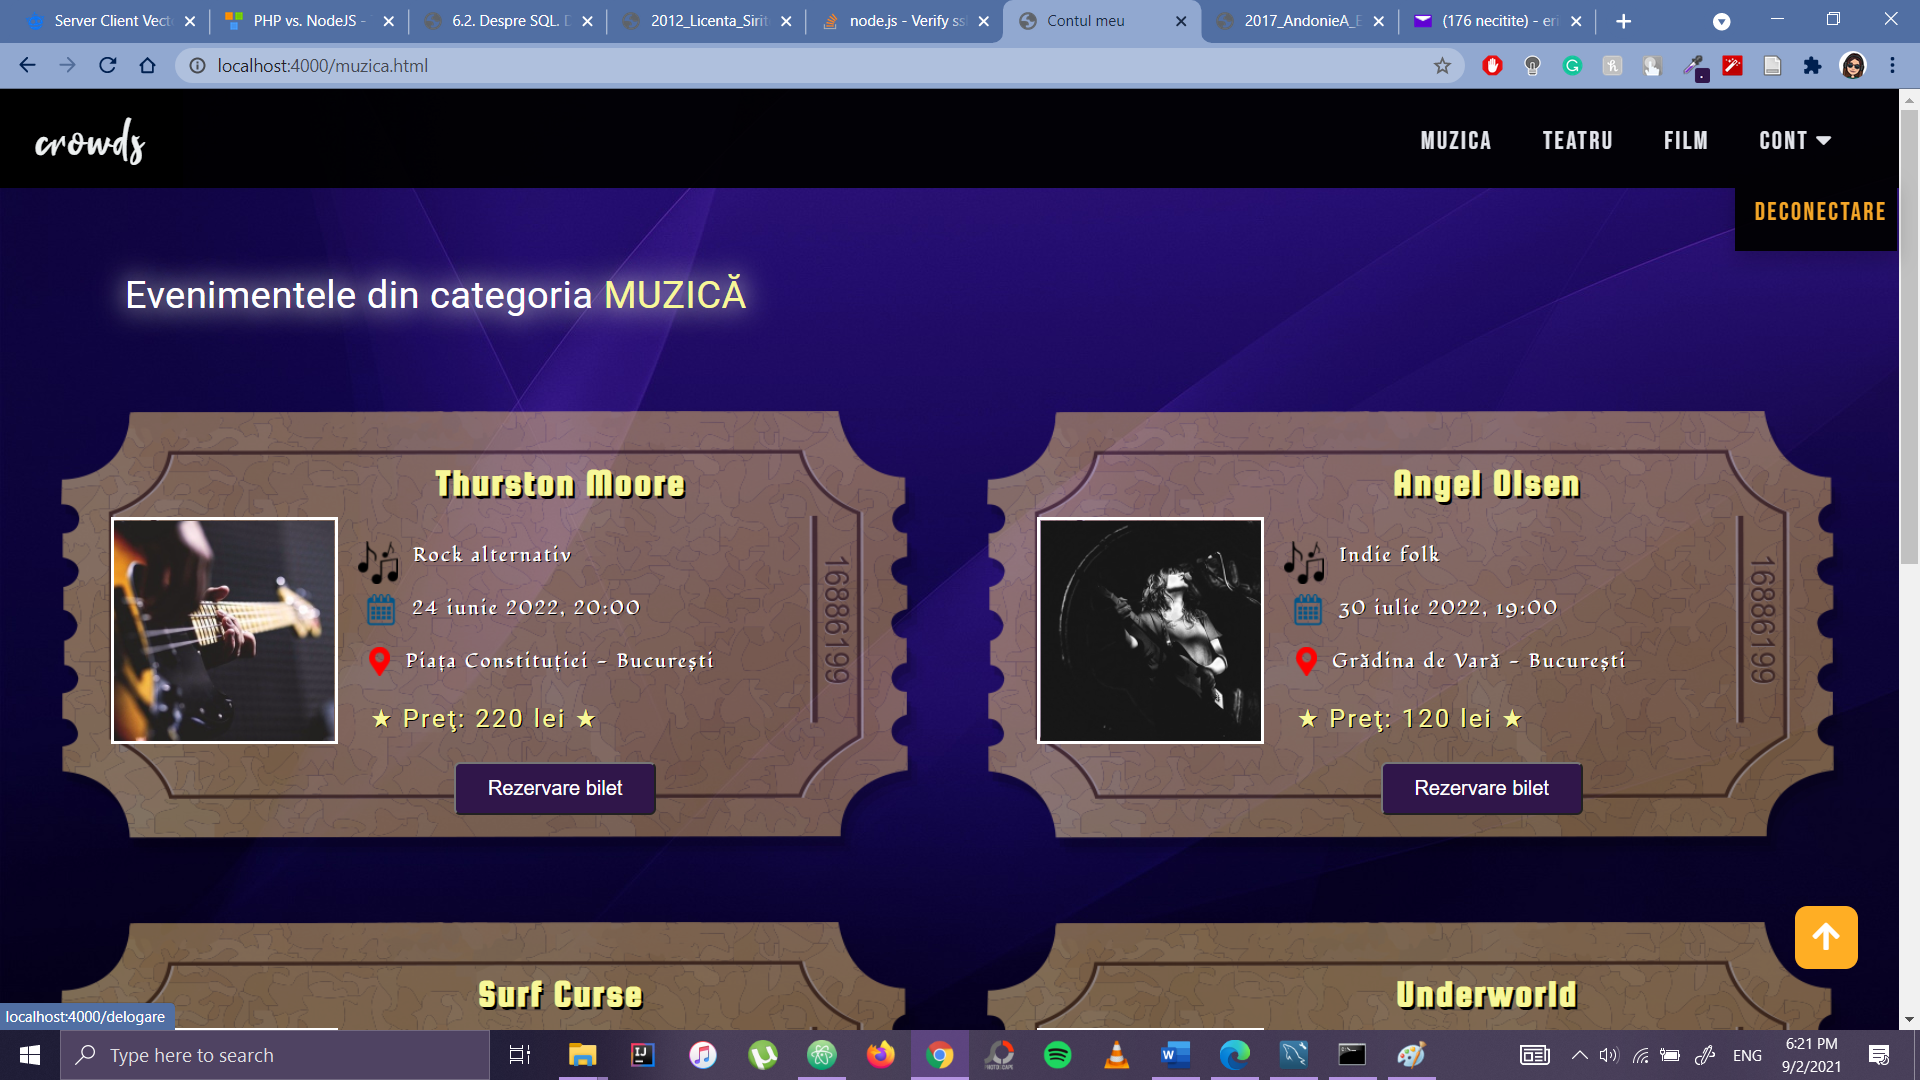 Server Client Vect
PHP vs. NodeJS -
6.2. Despre SQL. D
2012_Licenta_Sirit
node.js - Verify ssl
Contul meu
2017_AndonieA_E
(176 necitite) - eri
localhost:4000/muzica.html
crowds
MUZICA
TEATRU
FILM
CONT
DECONECTARE
Evenimentele din categoria MUZICĂ
Thurston Moore
Rock alternativ
24 iunie 2022, 20:00
Piața Constituției - București
★ Preț: 220 lei ★
16886199
Rezervare bilet
Angel Olsen
Indie folk
30 iulie 2022, 19:00
Grădina de Vară - București
★ Preț: 120 lei ★
16886199
Rezervare bilet
Surf Curse
Underworld
localhost:4000/delogare
Type here to search
ENG
6:21 PM
9/2/2021